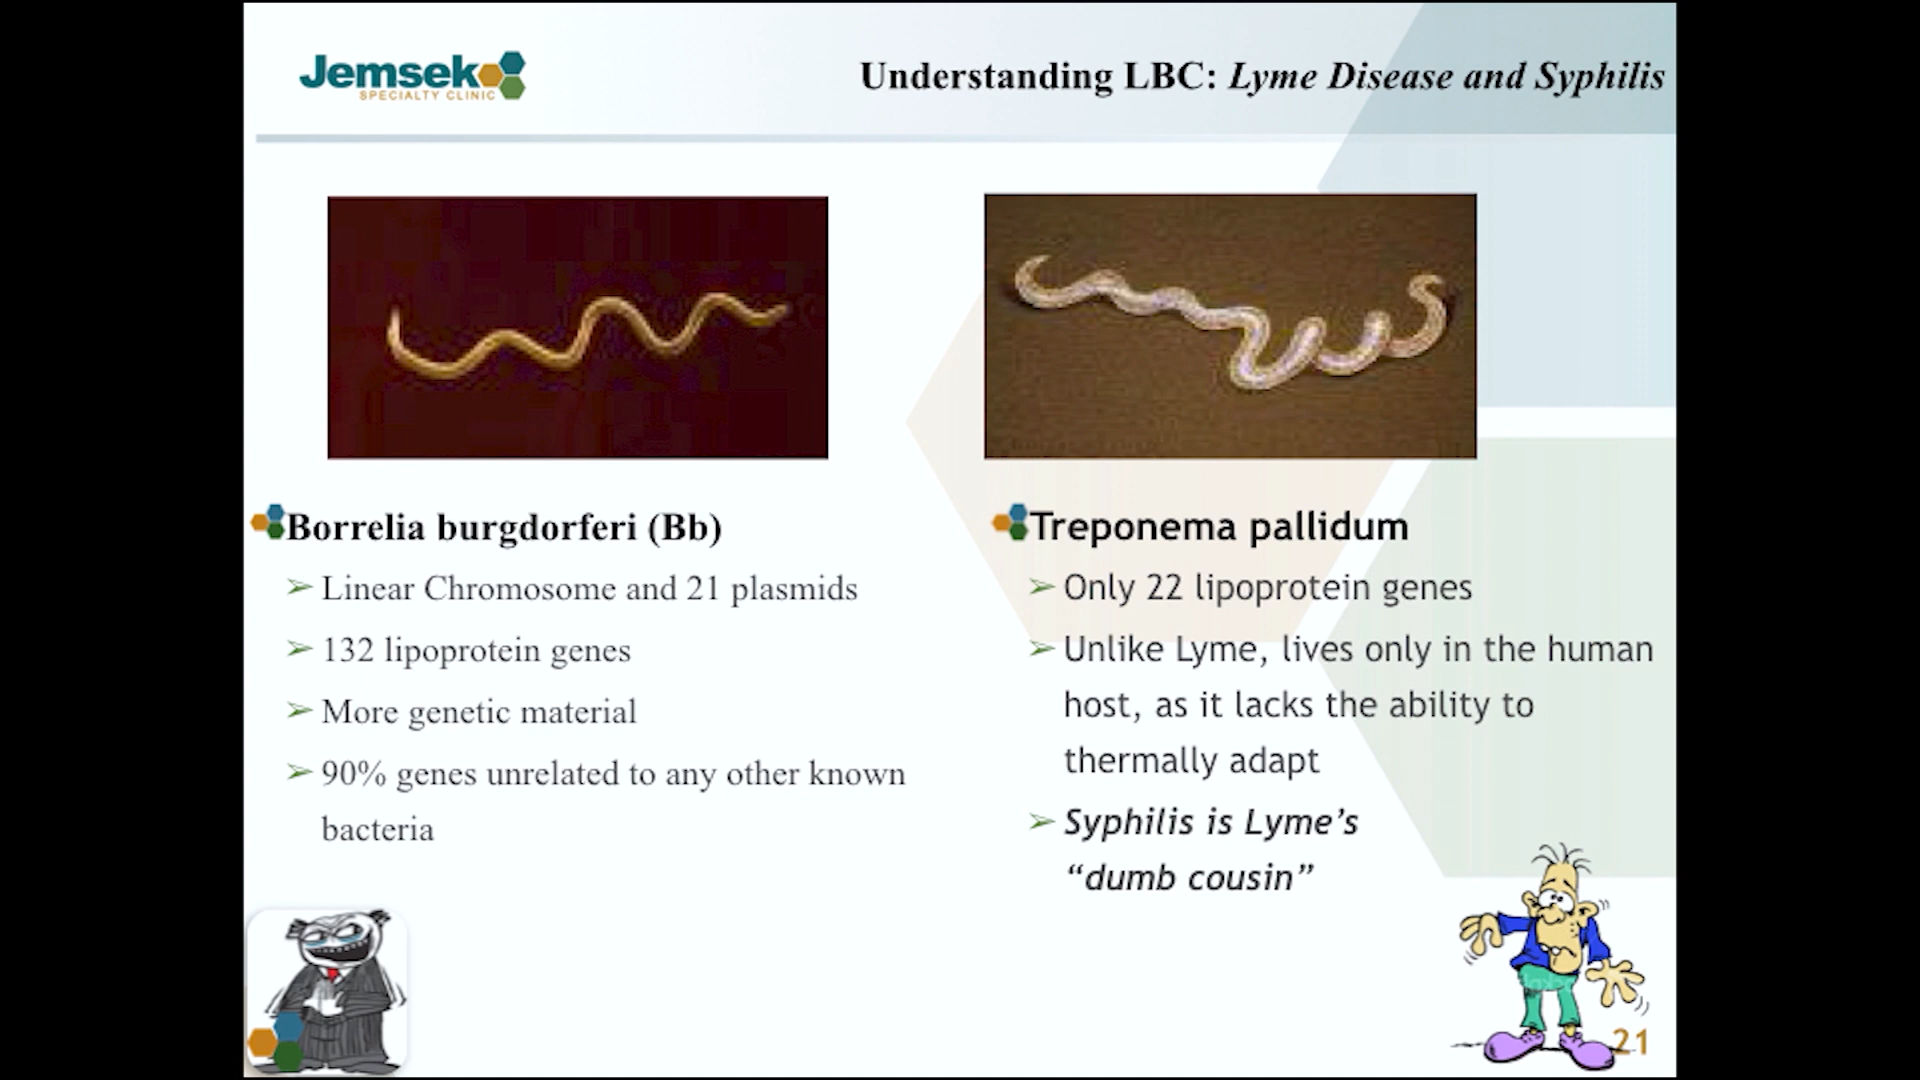 Jemsek
SPECIALTY CLINIC
Understanding LBC: Lyme Disease and Syphilis
Borrelia burgdorferi (Bb)
➢ Linear Chromosome and 21 plasmids
➢ 132 lipoprotein genes
➢ More genetic material
➢ 90% genes unrelated to any other known
bacteria
Treponema pallidum
➢ Only 22 lipoprotein genes
➢ Unlike Lyme, lives only in the human
host, as it lacks the ability to
thermally adapt
➢ Syphilis is Lyme’s
“dumb cousin”
21